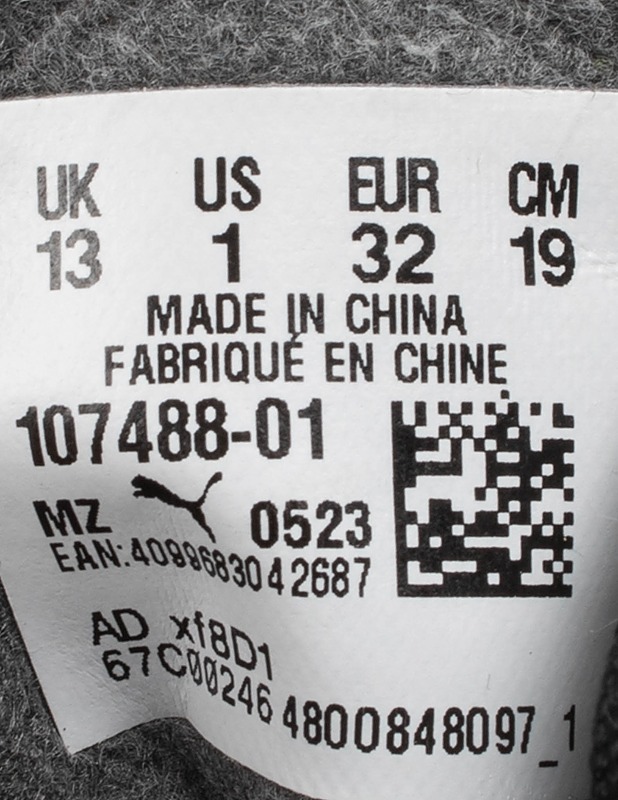 UK US EUR CM
13 1 32 19
MADE IN CHINA
FABRIQUÉ EN CHINE
107488-01
MZ 0523
EAN:4099683042687
AD xf8D1
67C00246 4800848097_1